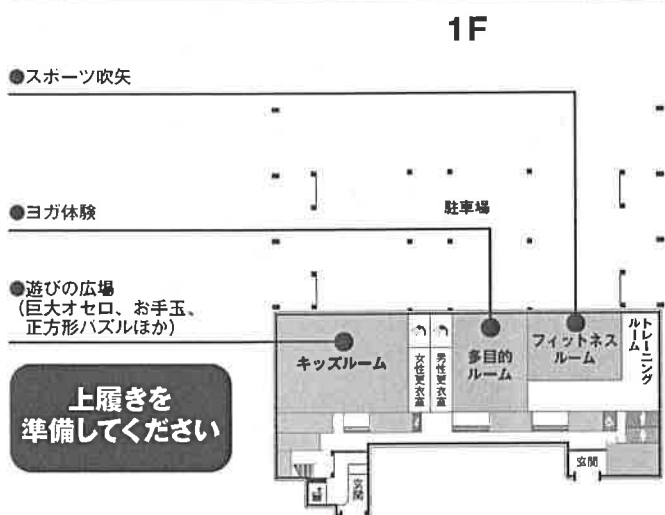 1F
●スポーツ吹矢
●ヨガ体験
駐車場
●遊びの広場
(巨大オセロ、お手玉、
正方形パズルほか)
キッズルーム
女性更衣室
男性更衣室
多目的
ルーム
フィットネス
ルーム
トレーニング
ルーム
上履きを
準備してください
玄関
玄関